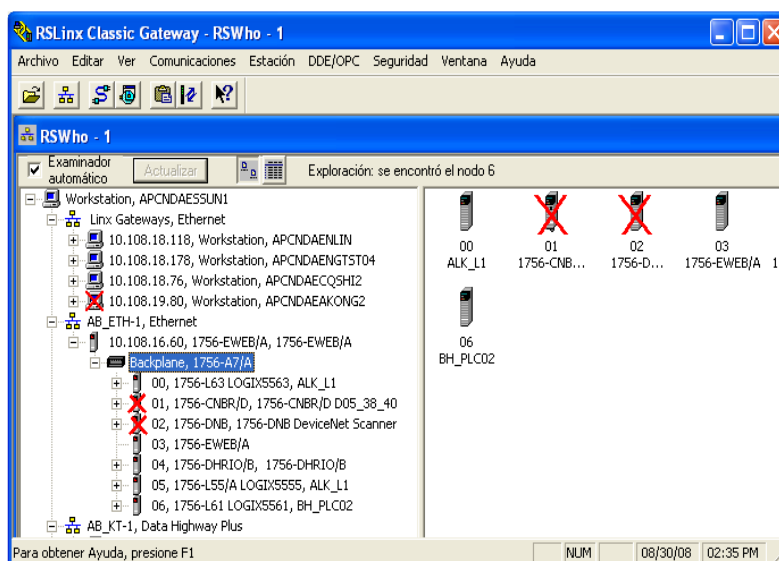 RSLinx Classic Gateway - RSWho - 1
Archivo Editar Ver Comunicaciones Estación DDE/OPC Seguridad Ventana Ayuda
RSWho - 1
Examinador automático
Actualizar
Exploración: se encontró el nodo 6
Workstation, APCNDAESSUN1
Linx Gateways, Ethernet
10.108.18.118, Workstation, APCNDAENLIN
10.108.18.178, Workstation, APCNDAENGTST04
10.108.18.76, Workstation, APCNDAECQSHI2
10.108.19.80, Workstation, APCNDAEAKONG2
AB_ETH-1, Ethernet
10.108.16.60, 1756-EWEB/A, 1756-EWEB/A
Backplane, 1756-A7/A
00, 1756-L63 LOGIX5563, ALK_L1
01, 1756-CNBR/D, 1756-CNBR/D D05_38_40
02, 1756-DNB, 1756-DNB DeviceNet Scanner
03, 1756-EWEB/A
04, 1756-DHRIO/B, 1756-DHRIO/B
05, 1756-L55/A LOGIX5555, ALK_L1
06, 1756-L61 LOGIX5561, BH_PLC02
AB_KT-1, Data Highway Plus
00 01 02 03
ALK_L1 1756-CNB... 1756-D... 1756-EWEB/A 1
06
BH_PLC02
Para obtener Ayuda, presione F1
NUM 08/30/08 02:35 PM